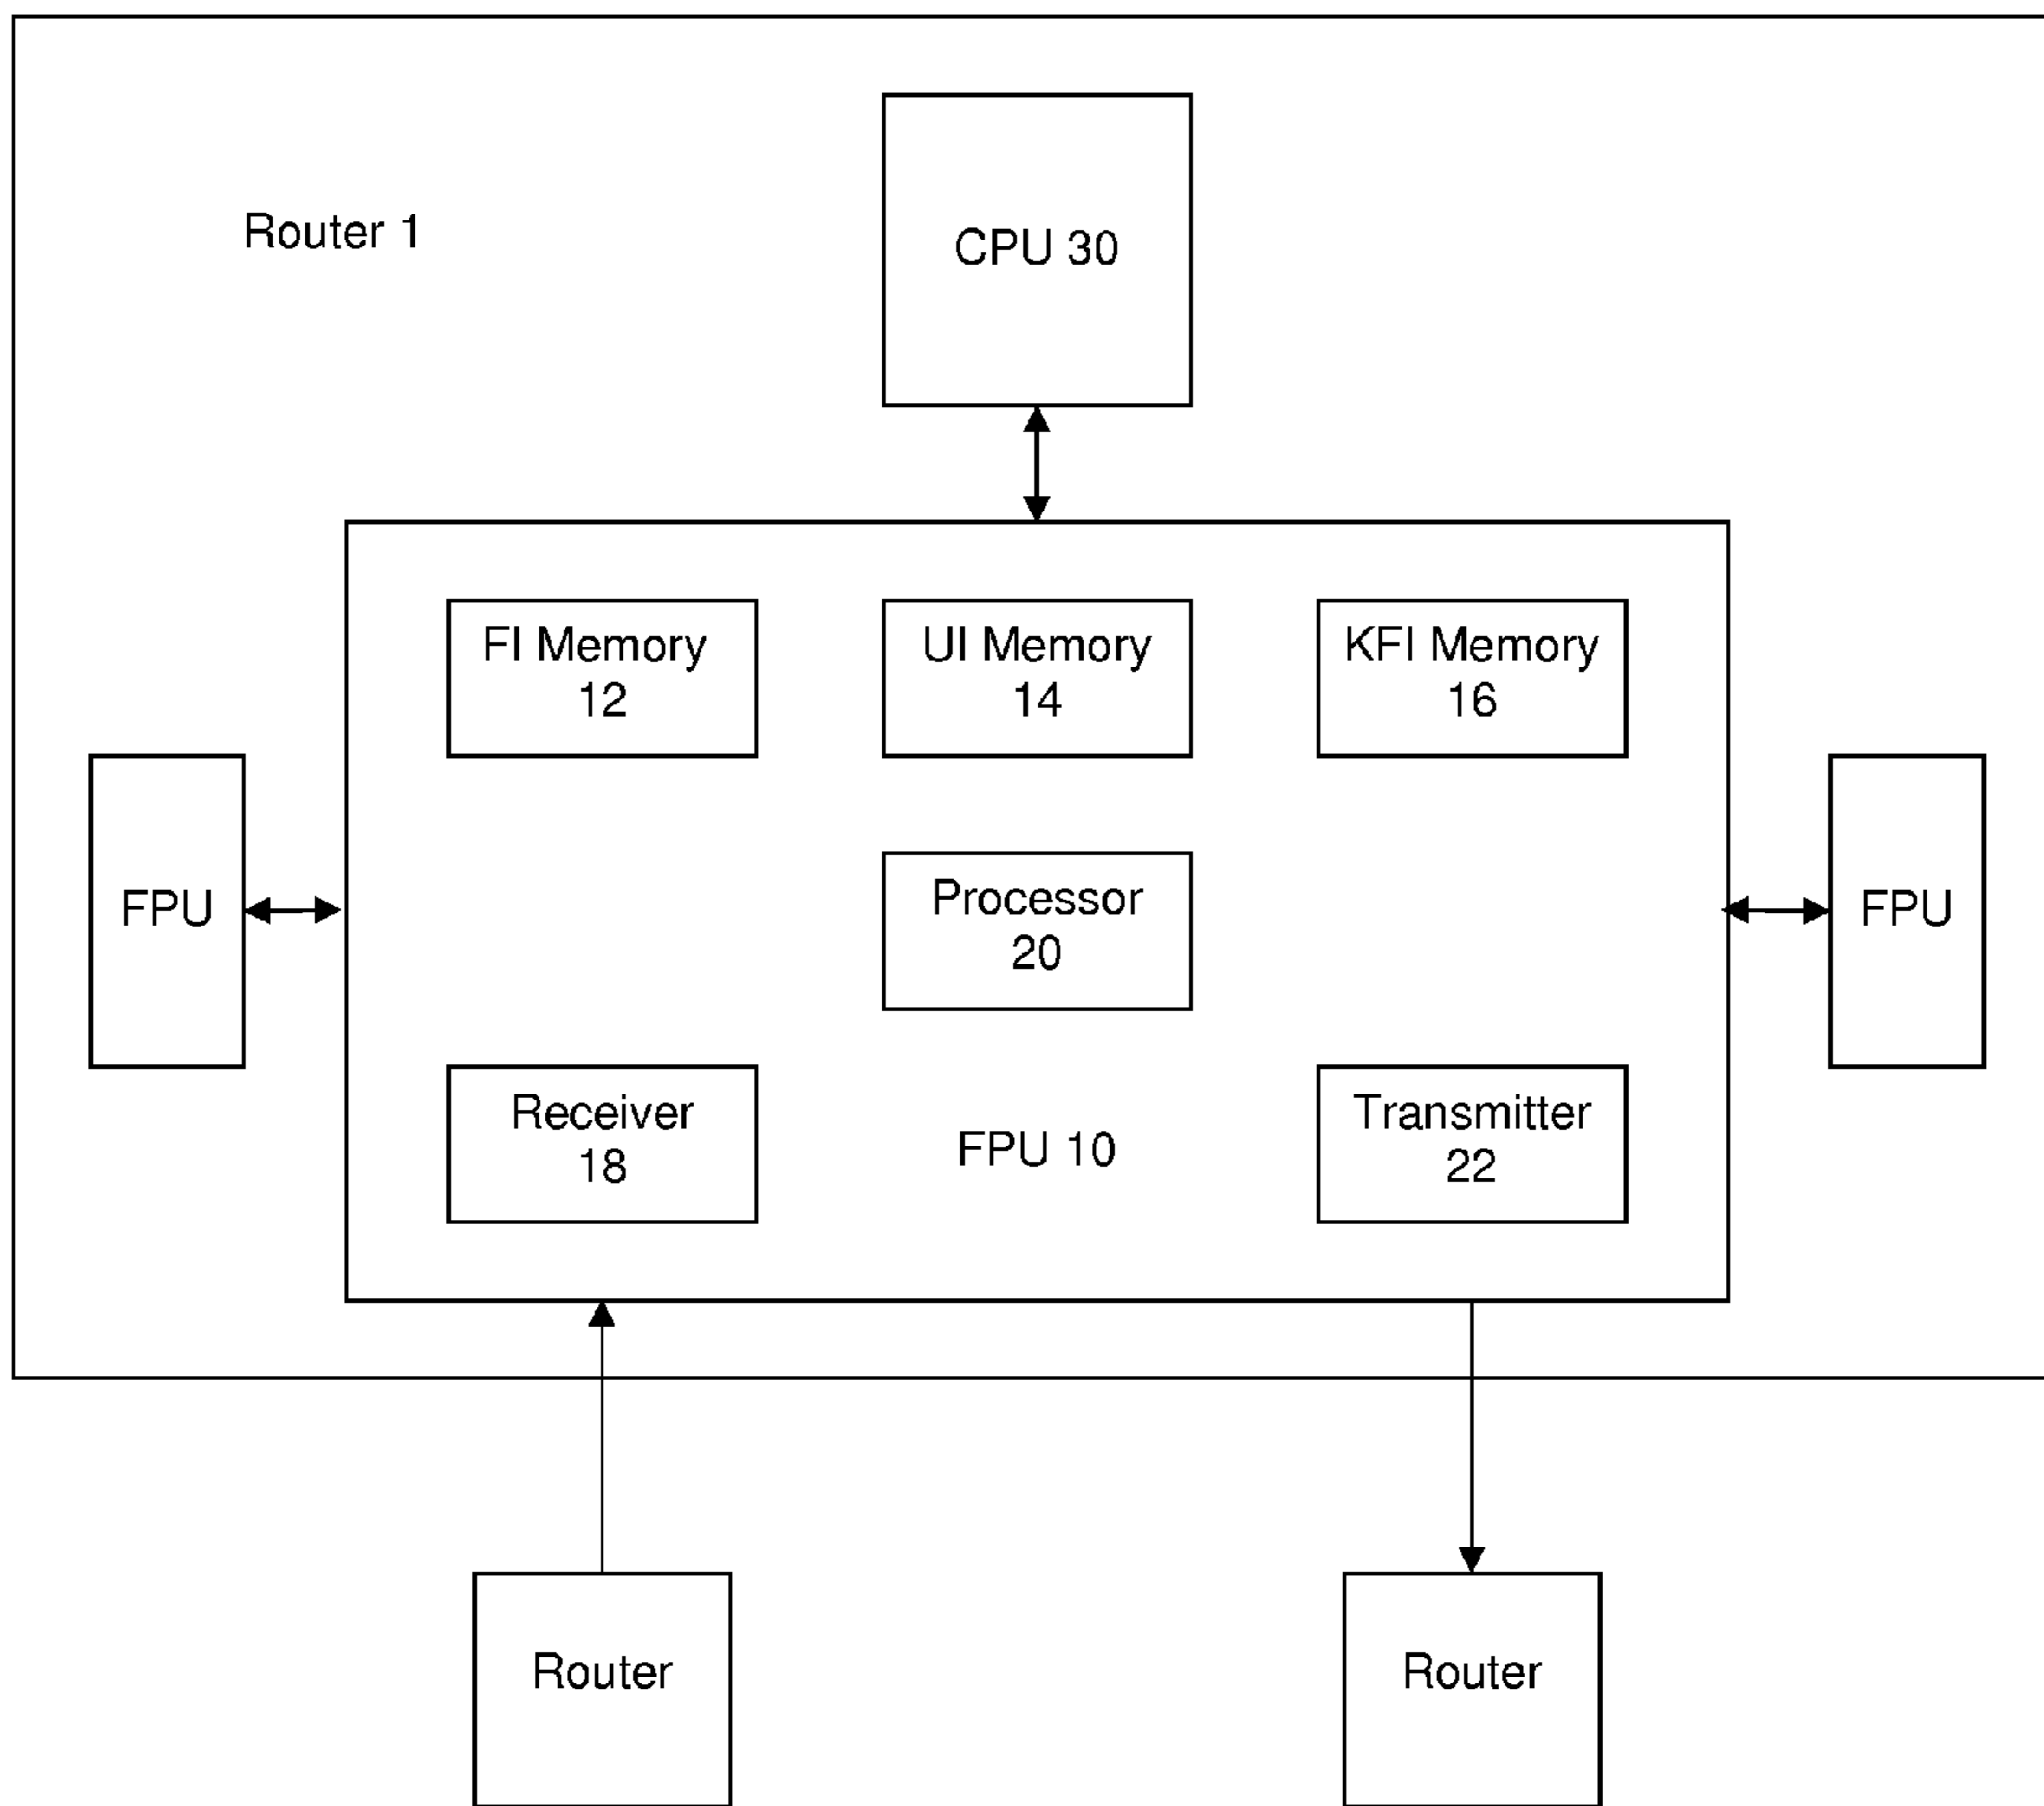 Router 1
CPU 30
FI Memory
12
UI Memory
14
KFI Memory
16
FPU
Processor
20
FPU
Receiver
18
FPU 10
Transmitter
22
Router
Router